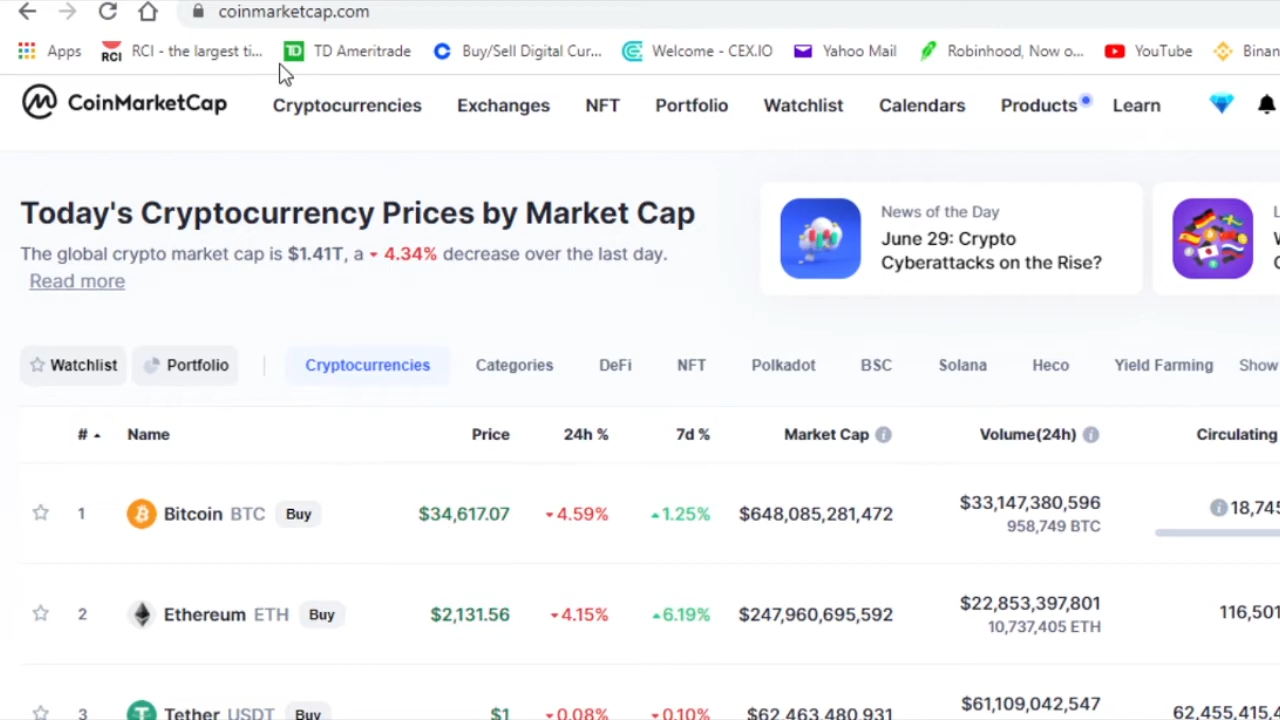 coinmarketcap.com
Apps RCI RCI - the largest ti... TD TD Ameritrade Buy/Sell Digital Cur... Welcome - CEX.IO Yahoo Mail Robinhood, Now o... YouTube Binan
CoinMarketCap Cryptocurrencies Exchanges NFT Portfolio Watchlist Calendars Products Learn
Today's Cryptocurrency Prices by Market Cap
The global crypto market cap is $1.41T, a 4.34% decrease over the last day.
Read more
News of the Day
June 29: Crypto
Cyberattacks on the Rise?
Watchlist Portfolio Cryptocurrencies Categories DeFi NFT Polkadot BSC Solana Heco Yield Farming Show
# Name Price 24h % 7d % Market Cap Volume(24h) Circulating
1 Bitcoin BTC Buy $34,617.07 4.59% 1.25% $648,085,281,472 $33,147,380,596 18,745
958,749 BTC
2 Ethereum ETH Buy $2,131.56 4.15% 6.19% $247,960,695,592 $22,853,397,801 116,501
10,737,405 ETH
3 Tether USDT Buy $1 0.08% 0.10% $62,463,480,931 $61,109,042,547 62,455,415,4